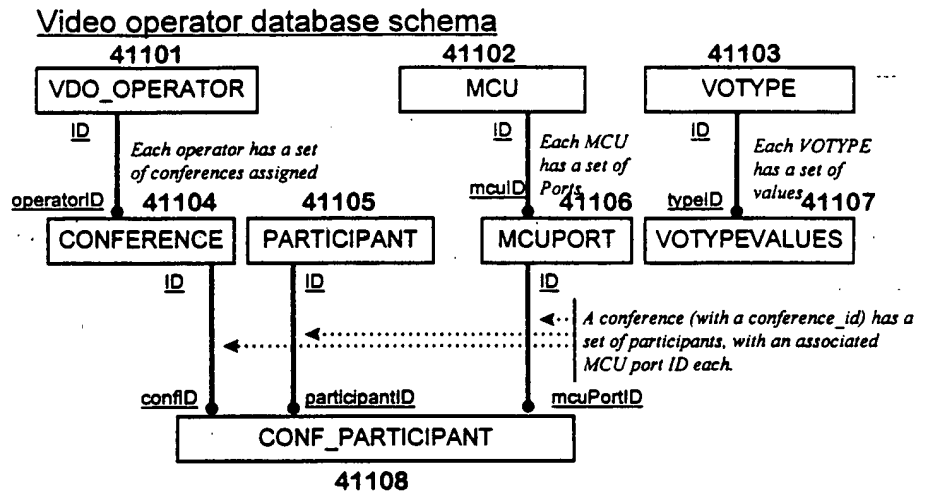 Video operator database schema
41101
41102
41103
VDO_OPERATOR
MCU
VOTYPE
ID
ID
ID
Each operator has a set
of conferences assigned
Each MCU
has a set of
Ports
Each VOTYPE
has a set of
values
operatorID
mcuID
typeID
41104
41105
41106
41107
CONFERENCE
PARTICIPANT
MCUPORT
VOTYPEVALUES
ID
ID
ID
A conference (with a conference_id) has a
set of participants, with an associated
MCU port ID each.
confID
participantID
mcuPortID
CONF_PARTICIPANT
41108